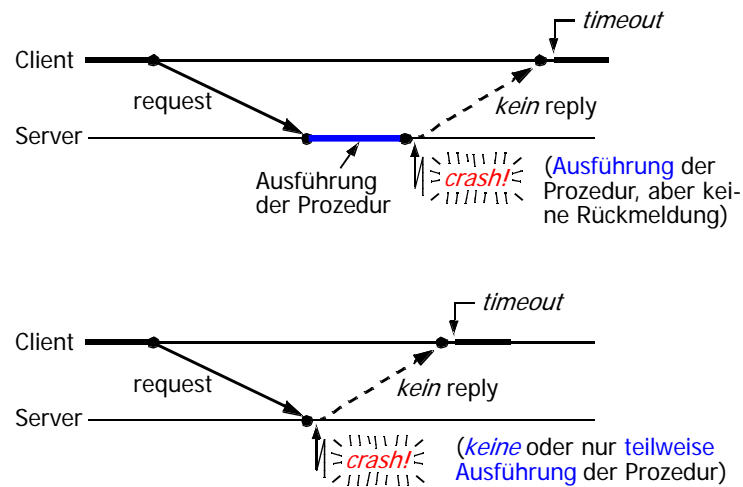 timeout
Client
request
kein reply
Server
Ausführung
der Prozedur
crash!
(Ausführung der
Prozedur, aber kei-
ne Rückmeldung)
timeout
Client
request
kein reply
Server
crash!
(keine oder nur teilweise
Ausführung der Prozedur)